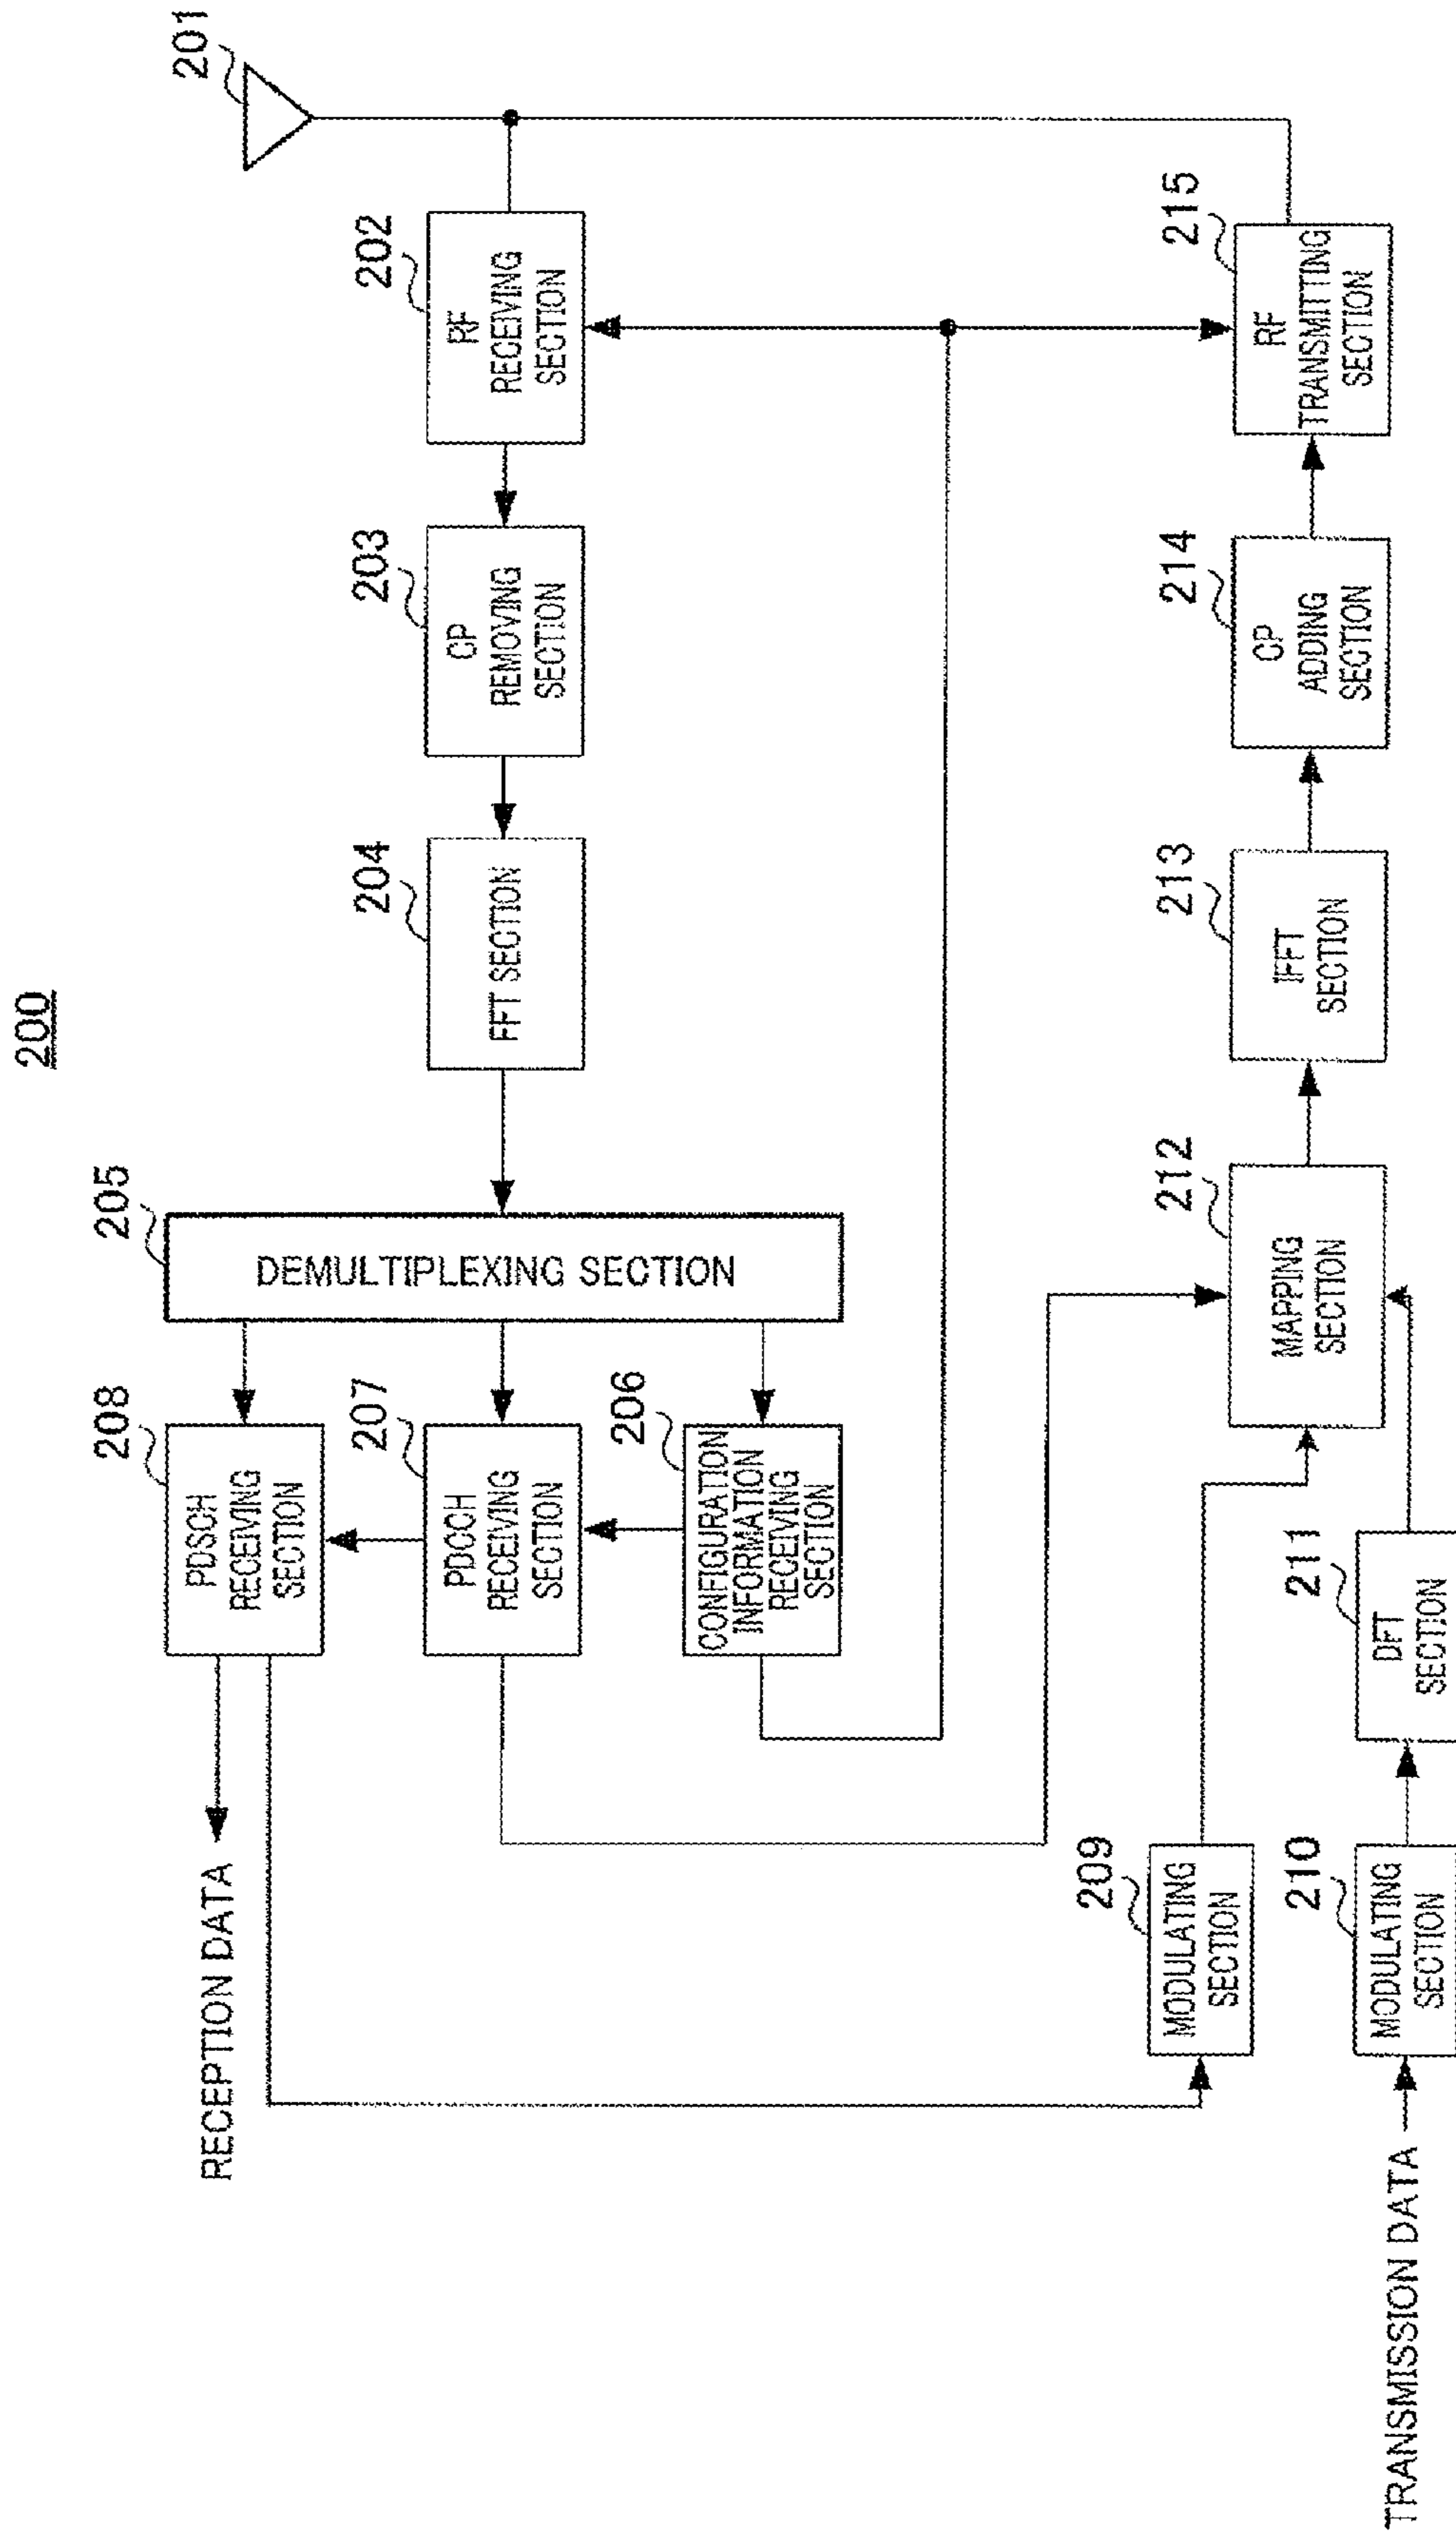 200
201
202
RF
RECEIVING
SECTION
203
CP
REMOVING
SECTION
204
FFT SECTION
205
DEMULTIPLEXING SECTION
208
PDSCH
RECEIVING
SECTION
207
PDCCH
RECEIVING
SECTION
206
CONFIGURATION
INFORMATION
RECEIVING
SECTION
RECEPTION DATA
215
RF
TRANSMITTING
SECTION
214
CP
ADDING
SECTION
213
IFFT
SECTION
212
MAPPING
SECTION
211
DFT
SECTION
209
MODULATING
SECTION
210
MODULATING
SECTION
TRANSMISSION DATA